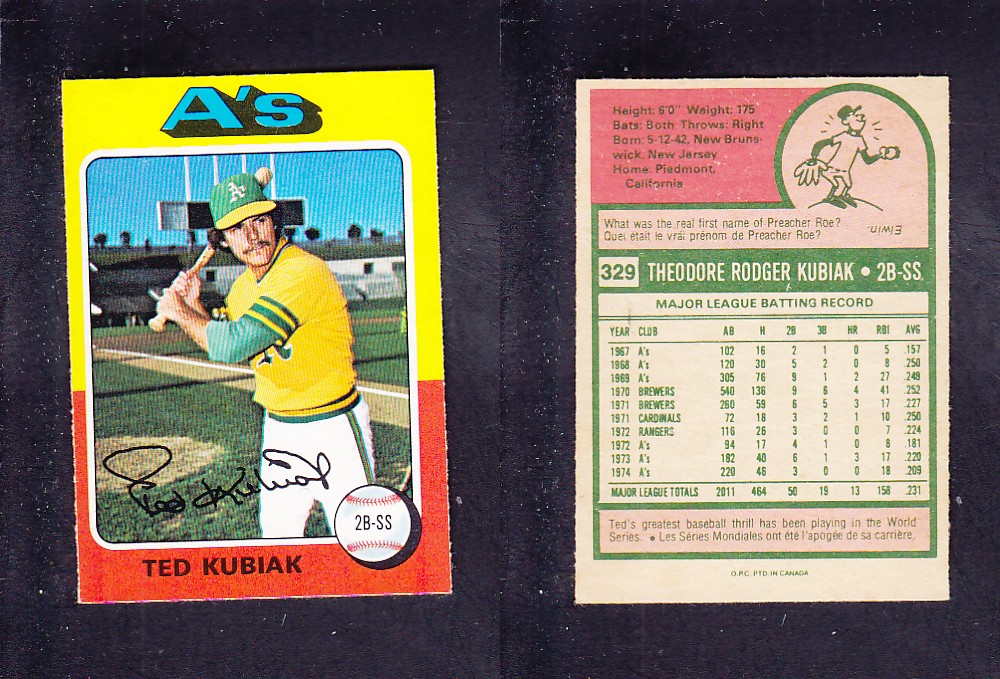 A's
A's
Ted Kubiak
2B-SS
TED KUBIAK
Height: 6'0" Weight: 175
Bats: Both Throws: Right
Born: 5-12-42, New Bruns-
wick, New Jersey
Home: Piedmont,
California
What was the real first name of Preacher Roe?
Quel était le vrai prénom de Preacher Roe?
Elwin.
329 THEODORE RODGER KUBIAK • 2B-SS
MAJOR LEAGUE BATTING RECORD
YEAR CLUB AB H 2B 3B HR RBI AVG
1967 A's 102 16 2 1 0 5 .157
1968 A's 120 30 5 2 0 8 .250
1969 A's 305 76 9 1 2 27 .249
1970 BREWERS 540 136 9 6 4 41 .252
1971 BREWERS 260 59 6 5 3 17 .227
1971 CARDINALS 72 18 3 2 1 10 .250
1972 RANGERS 116 26 3 0 0 7 .224
1972 A's 94 17 4 1 0 8 .181
1973 A's 182 40 6 1 3 17 .220
1974 A's 220 46 3 0 0 18 .209
MAJOR LEAGUE TOTALS 2011 464 50 19 13 158 .231
Ted's greatest baseball thrill has been playing in the World
Series. • Les Séries Mondiales ont été l'apogée de sa carrière.
O.P.C. PTD. IN CANADA